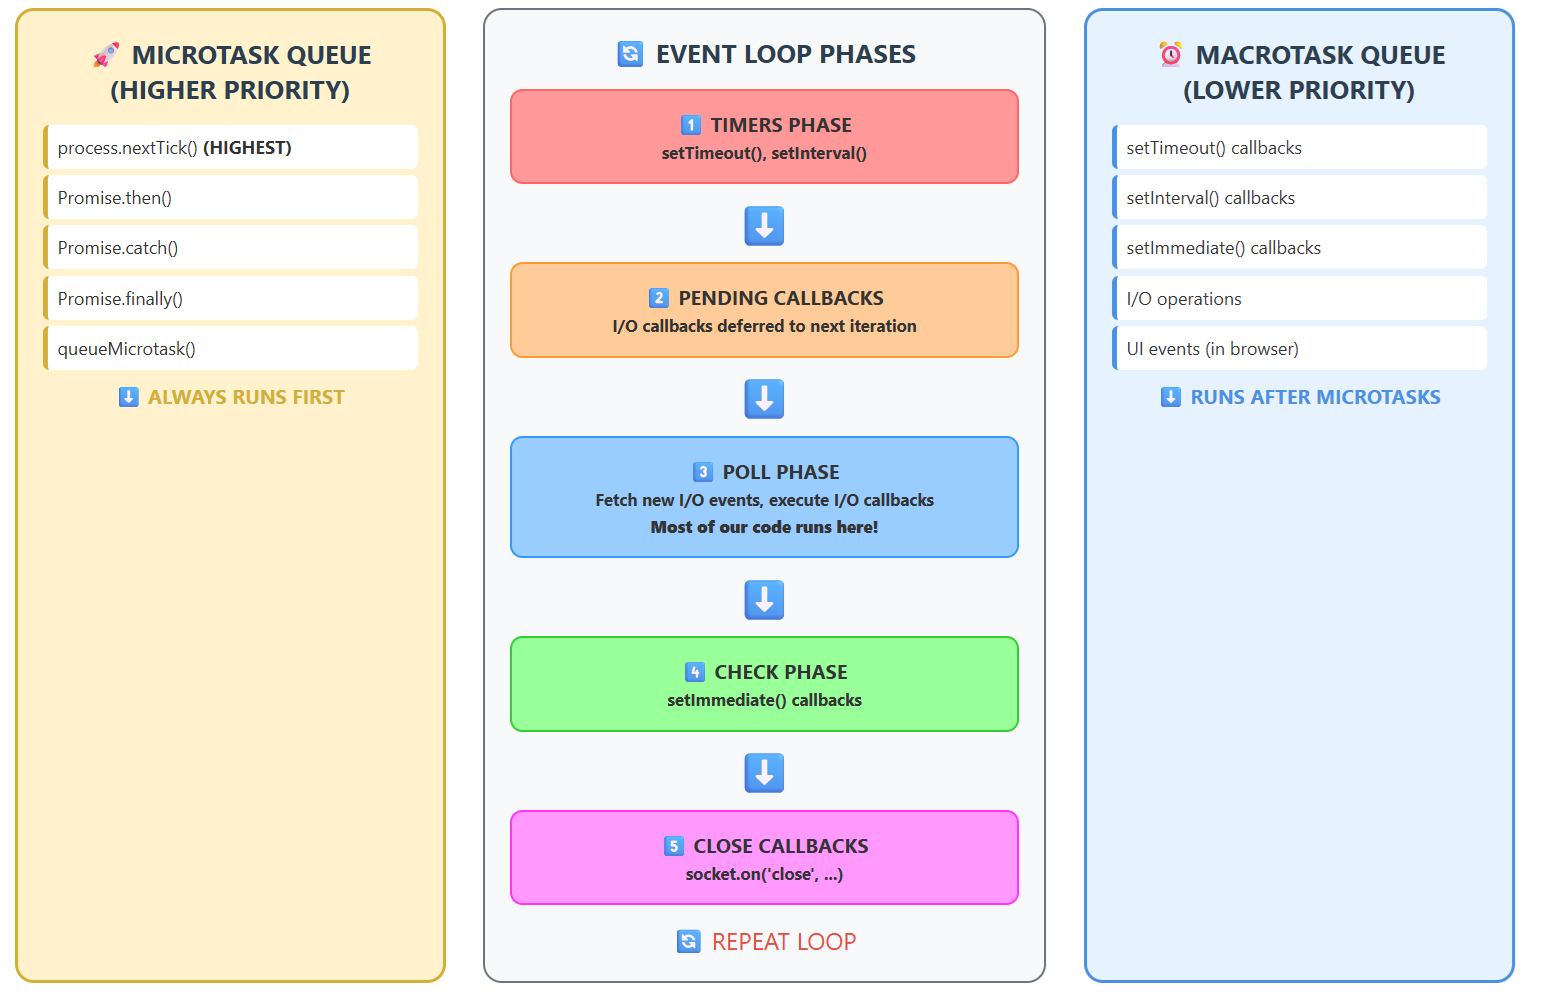 🚀 MICROTASK QUEUE
(HIGHER PRIORITY)
process.nextTick() (HIGHEST)
Promise.then()
Promise.catch()
Promise.finally()
queueMicrotask()
⬇️ ALWAYS RUNS FIRST
🔄 EVENT LOOP PHASES
1️⃣ TIMERS PHASE
setTimeout(), setInterval()
⬇️
2️⃣ PENDING CALLBACKS
I/O callbacks deferred to next iteration
⬇️
3️⃣ POLL PHASE
Fetch new I/O events, execute I/O callbacks
Most of our code runs here!
⬇️
4️⃣ CHECK PHASE
setImmediate() callbacks
⬇️
5️⃣ CLOSE CALLBACKS
socket.on('close', ...)
🔄 REPEAT LOOP
⏰ MACROTASK QUEUE
(LOWER PRIORITY)
setTimeout() callbacks
setInterval() callbacks
setImmediate() callbacks
I/O operations
UI events (in browser)
⬇️ RUNS AFTER MICROTASKS